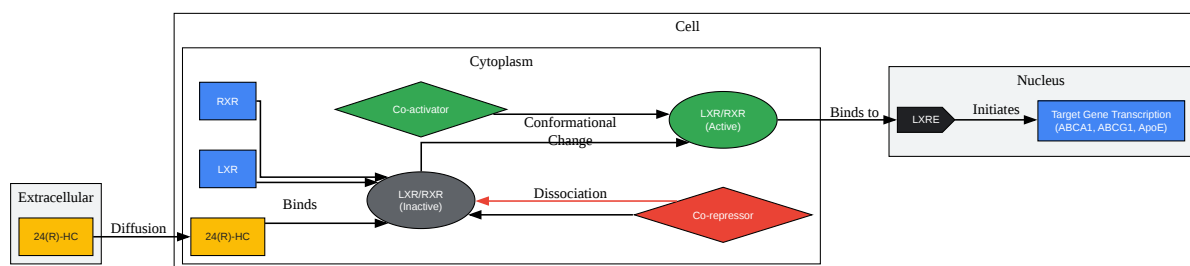 Cell
Cytoplasm
Nucleus
RXR
Co-activator
LXR/RXR
(Active)
Binds to
LXRE
Initiates
Target Gene Transcription
(ABCA1, ABCG1, ApoE)
Conformational
Change
LXR
Extracellular
Binds
LXR/RXR
(Inactive)
Dissociation
Co-repressor
24(R)-HC
Diffusion
24(R)-HC